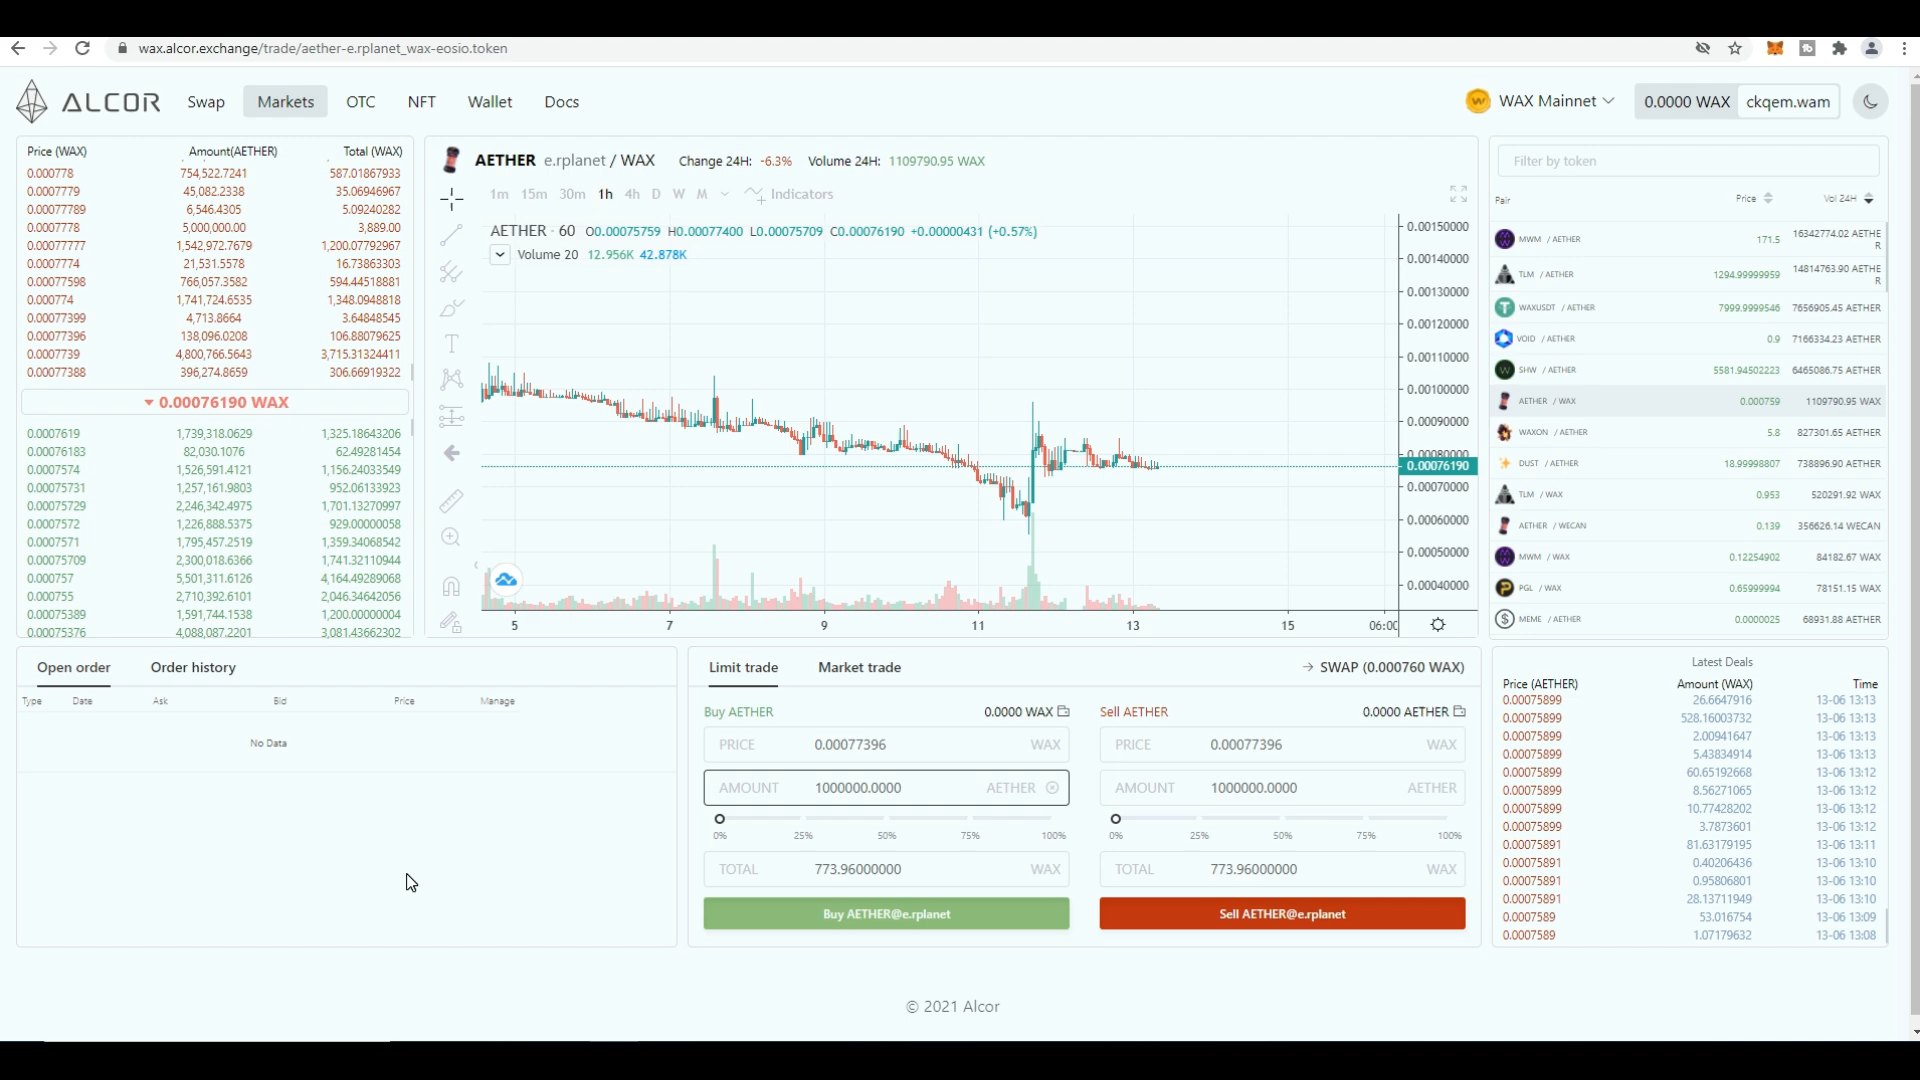 wax.alcor.exchange/trade/aether-e.rplanet_wax-eosio.token
ALCOR Swap Markets OTC NFT Wallet Docs WAX Mainnet 0.0000 WAX ckqem.wam
Price (WAX) Amount(AETHER) Total (WAX)
0.000778 754,522.7241 587.01867933
0.0007779 45,082.2338 35.06946967
0.00077789 6,546.4305 5.09240282
0.0007778 5,000,000.00 3,889.00
0.00077777 1,542,972.7679 1,200.07792967
0.0007774 21,531.5578 16.73863303
0.00077598 766,057.3582 594.44518881
0.000774 1,741,724.6535 1,348.0948818
0.00077399 4,713.8664 3.64848545
0.00077396 138,096.0208 106.88079625
0.0007739 4,800,766.5643 3,715.31324411
0.00077388 396,274.8659 306.66919322
0.00076190 WAX
0.0007619 1,739,318.0629 1,325.18643206
0.00076183 82,030.1076 62.49281454
0.0007574 1,526,591.4121 1,156.24033549
0.00075731 1,257,161.9803 952.06133923
0.00075729 2,246,342.4975 1,701.13270997
0.0007572 1,226,888.5375 929.00000058
0.0007571 1,795,457.2519 1,359.34068542
0.00075709 2,300,018.6366 1,741.32110944
0.000757 5,501,311.6126 4,164.49289068
0.000755 2,710,392.6101 2,046.34642056
0.00075389 1,591,744.1538 1,200.00000004
0.00075376 4,088,087.2201 3,081.43662302
AETHER e.rplanet / WAX Change 24H: -6.3% Volume 24H: 1109790.95 WAX
1m 15m 30m 1h 4h D W M Indicators
AETHER · 60 O0.00075759 H0.00077400 L0.00075709 C0.00076190 +0.00000431 (+0.57%)
Volume 20 12.956K 42.878K
0.00150000
0.00140000
0.00130000
0.00120000
0.00110000
0.00100000
0.00090000
0.00080000
0.00076190
0.00070000
0.00060000
0.00050000
0.00040000
5 7 9 11 13 15 06:00
Filter by token
Pair Price Vol 24H
MWM / AETHER 171.5 16342774.02 AETHE
R
TLM / AETHER 1294.99999959 14814763.90 AETHE
R
WAXUSDT / AETHER 7999.9999546 7656905.45 AETHER
VOID / AETHER 0.9 7166334.23 AETHER
SHW / AETHER 5581.94502223 6465086.75 AETHER
AETHER / WAX 0.000759 1109790.95 WAX
WAXON / AETHER 5.8 827301.65 AETHER
DUST / AETHER 18.99998807 738896.90 AETHER
TLM / WAX 0.953 520291.92 WAX
AETHER / WECAN 0.139 356626.14 WECAN
MWM / WAX 0.12254902 84182.67 WAX
PGL / WAX 0.65999994 78151.15 WAX
MEME / AETHER 0.0000025 68931.88 AETHER
Open order Order history
Type Date Ask Bid Price Manage
No Data
Limit trade Market trade → SWAP (0.000760 WAX)
Buy AETHER 0.0000 WAX
PRICE 0.00077396 WAX
AMOUNT 1000000.0000 AETHER
0% 25% 50% 75% 100%
TOTAL 773.96000000 WAX
Buy AETHER@e.rplanet
Sell AETHER 0.0000 AETHER
PRICE 0.00077396 WAX
AMOUNT 1000000.0000 AETHER
0% 25% 50% 75% 100%
TOTAL 773.96000000 WAX
Sell AETHER@e.rplanet
Latest Deals
Price (AETHER) Amount (WAX) Time
0.00075899 26.6647916 13-06 13:13
0.00075899 528.16003732 13-06 13:13
0.00075899 2.00941647 13-06 13:13
0.00075899 5.43834914 13-06 13:13
0.00075899 60.65192668 13-06 13:12
0.00075899 8.56271065 13-06 13:12
0.00075899 10.77428202 13-06 13:12
0.00075899 3.7873601 13-06 13:12
0.00075891 81.63179195 13-06 13:11
0.00075891 0.40206436 13-06 13:10
0.00075891 0.95806801 13-06 13:10
0.00075891 28.13711949 13-06 13:10
0.0007589 53.016754 13-06 13:09
0.0007589 1.07179632 13-06 13:08
© 2021 Alcor